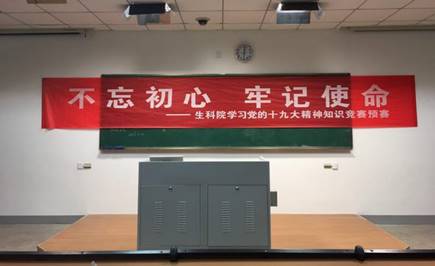 不忘初心 牢记使命
——生科院学习党的十九大精神知识竞赛预赛